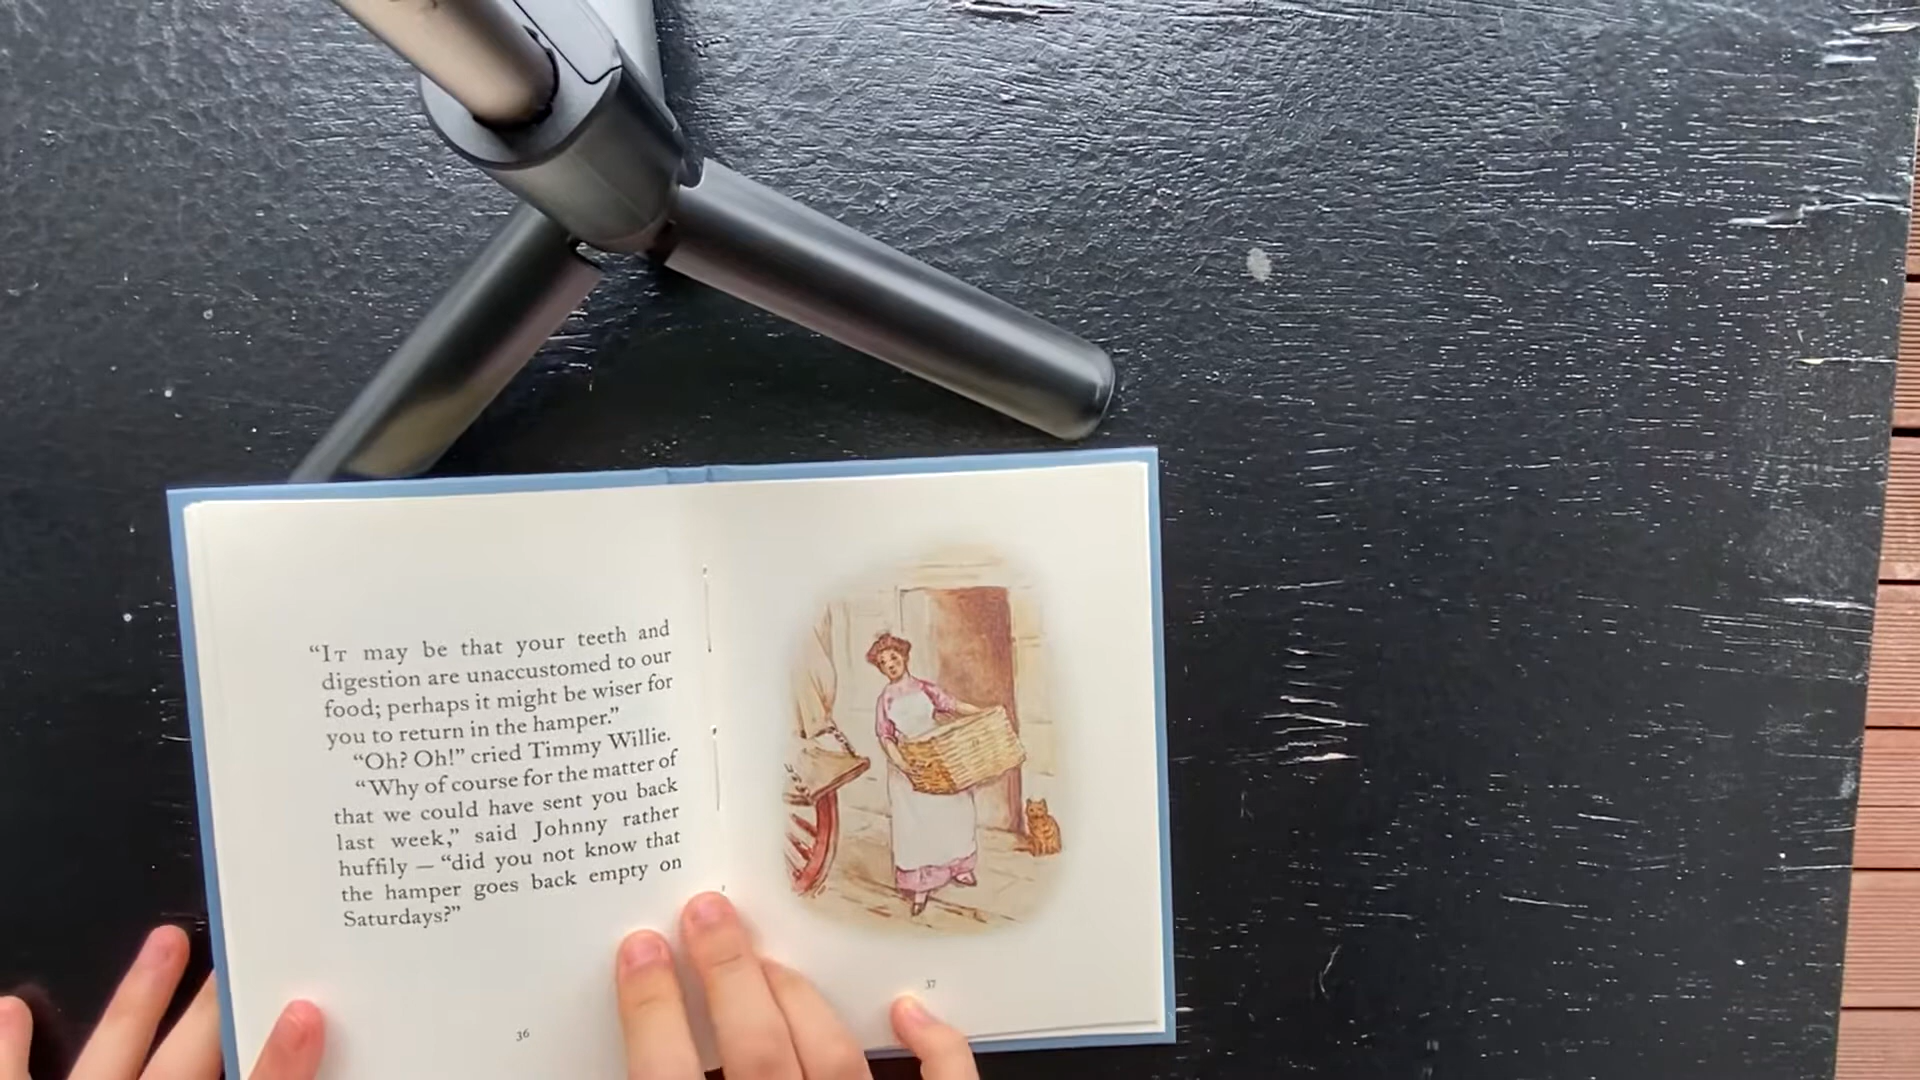 “IT may be that your teeth and
digestion are unaccustomed to our
food; perhaps it might be wiser for
you to return in the hamper.”
“Oh? Oh!” cried Timmy Willie.
“Why of course for the matter of
that we could have sent you back
last week,” said Johnny rather
huffily — “did you not know that
the hamper goes back empty on
Saturdays?”
36
37